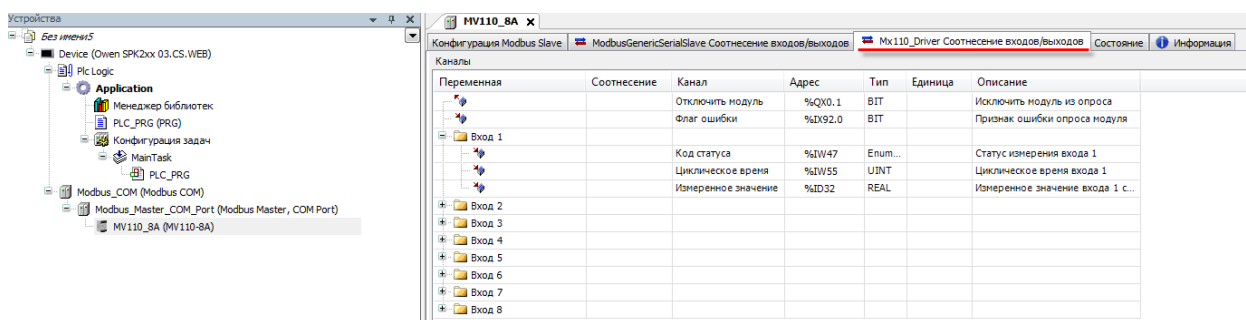 Устройства
Без имени5
Device (Owen SPK2xx 03.CS.WEB)
Plc Logic
Application
Менеджер библиотек
PLC_PRG (PRG)
Конфигурация задач
MainTask
PLC_PRG
Modbus_COM (Modbus COM)
Modbus_Master_COM_Port (Modbus Master, COM Port)
MV110_8A (MV110-8A)
MV110_8A X
Конфигурация Modbus Slave ModbusGenericSerialSlave Соотнесение входов/выходов Mx110_Driver Соотнесение входов/выходов Состояние Информация
Каналы
Переменная Соотнесение Канал Адрес Тип Единица Описание
Отключить модуль %QX0.1 BIT Исключить модуль из опроса
Флаг ошибки %IX92.0 BIT Признак ошибки опроса модуля
Вход 1
Код статуса %IW47 Enum... Статус измерения входа 1
Циклическое время %IW55 UINT Циклическое время входа 1
Измеренное значение %ID32 REAL Измеренное значение входа 1 с...
Вход 2
Вход 3
Вход 4
Вход 5
Вход 6
Вход 7
Вход 8